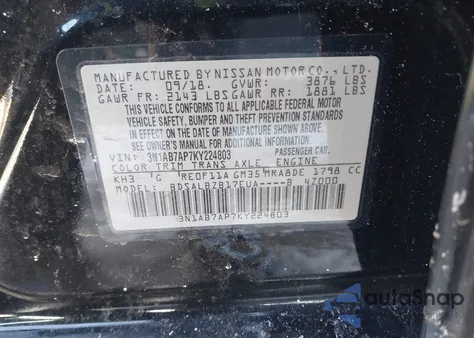 MANUFACTURED BY NISSAN MOTOR CO., LTD.
DATE: 09/18. GVWR: 3876 LBS
GAWR FR: 2143 LBS GAWR RR: 1881 LBS
THIS VEHICLE CONFORMS TO ALL APPLICABLE FEDERAL MOTOR
VEHICLE SAFETY, BUMPER AND THEFT PREVENTION STANDARDS
IN EFFECT ON THE DATE OF MANUFACTURE SHOWN ABOVE.
SEE OWNER'S MANUAL FOR ADDITIONAL INFORMATION.
VIN: 3N1AB7AP7KY224803 PASSENGER CAR.
COLOR TRIM TRANS AXLE ENGINE
KH3 G RE0F11A GM35 MRA8DE 1798 CC
MODEL: BDSALBZB17EUA----B 47000
3N1AB7AP7KY224803
autoSnap